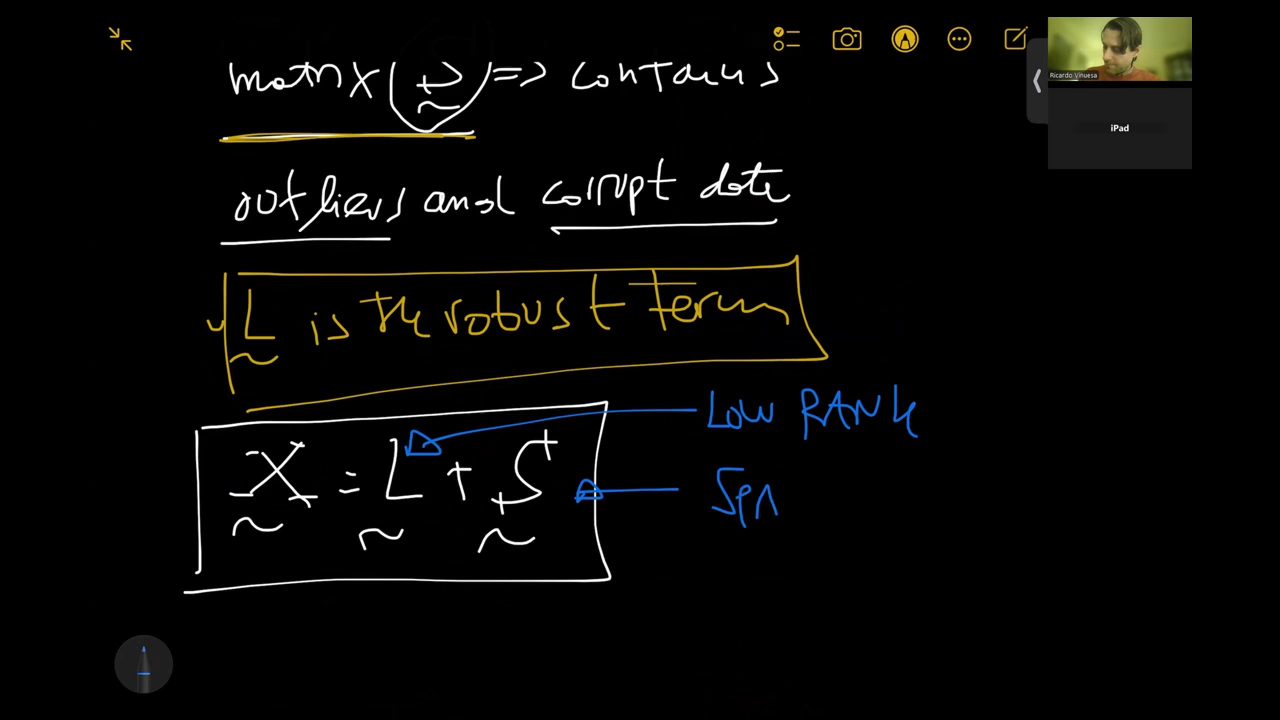 Ricardo Vinuesa
iPad
matrix (S) => contains
outliers and corrupt data
L is the robust term
X = L + S
LOW RANK
SPA